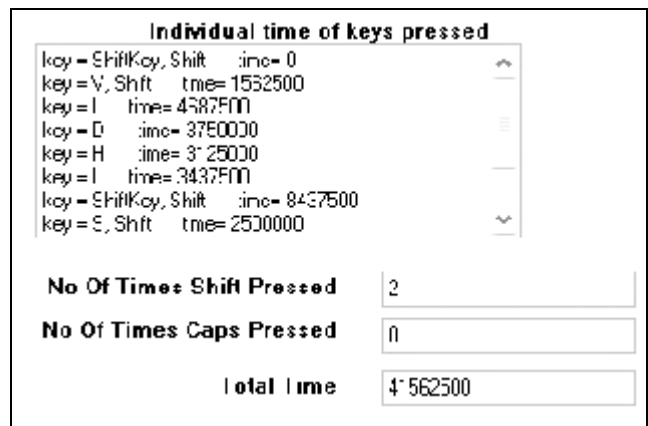 Individual time of keys pressed
key = ShiftKey, Shift time= 0
key = V, Shift time= 1562500
key = I time= 4687500
key = D time= 3750000
key = H time= 3125000
key = I time= 3437500
key = ShiftKey, Shift time= 8437500
key = S, Shift time= 2500000
No Of Times Shift Pressed 2
No Of Times Caps Pressed 0
Total Time 41562500